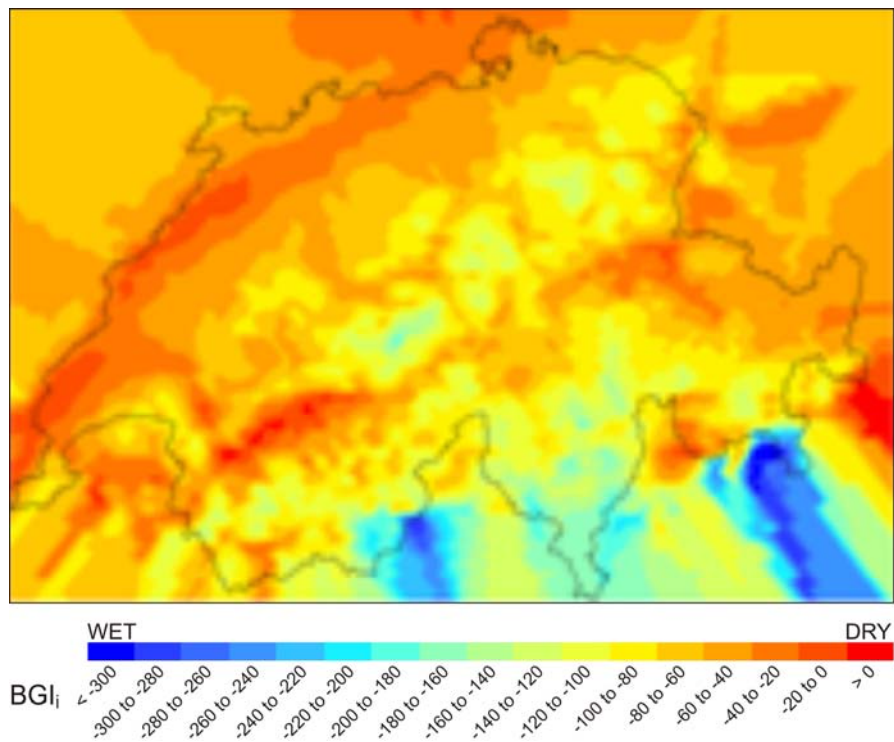 WET DRY
BGIᵢ
< -300
-300 to -280
-280 to -260
-260 to -240
-240 to -220
-220 to -200
-200 to -180
-180 to -160
-160 to -140
-140 to -120
-120 to -100
-100 to -80
-80 to -60
-60 to -40
-40 to -20
-20 to 0
> 0